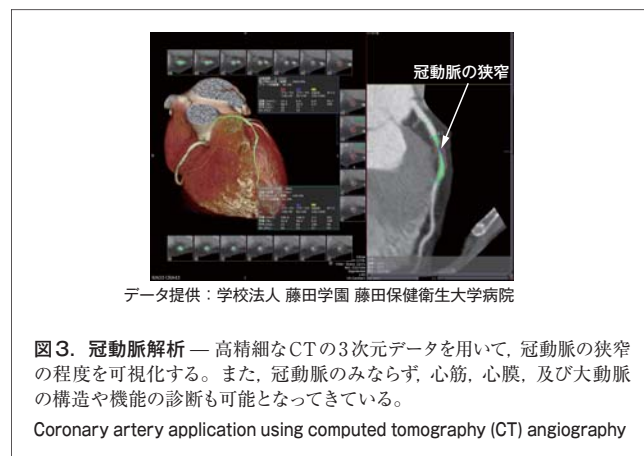 冠動脈の狭窄
データ提供：学校法人 藤田学園 藤田保健衛生大学病院
図3．冠動脈解析 — 高精細なCTの3次元データを用いて，冠動脈の狭窄
の程度を可視化する。また，冠動脈のみならず，心筋，心膜，及び大動脈
の構造や機能の診断も可能となってきている。
Coronary artery application using computed tomography (CT) angiography